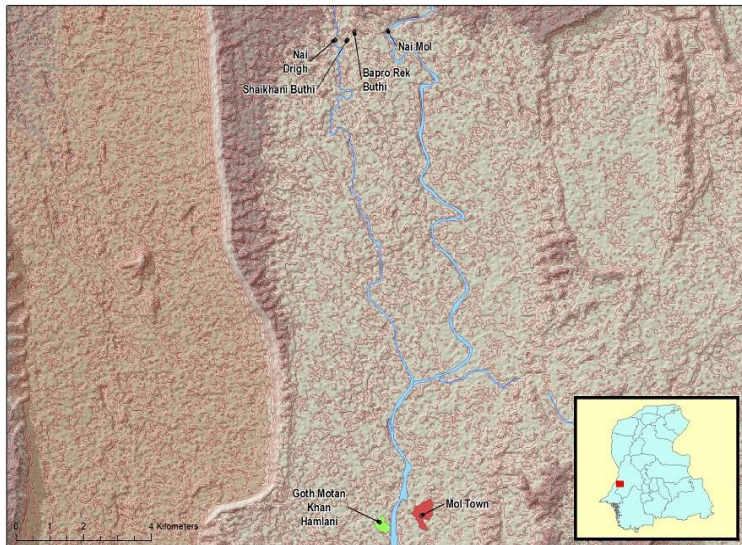 Nai
Drigh
Shaikhani Buthi
Bapro Rek
Buthi
Nai Mol
Goth Motan
Khan
Hamlani
Mol Town
0 1 2 4 Kilometers